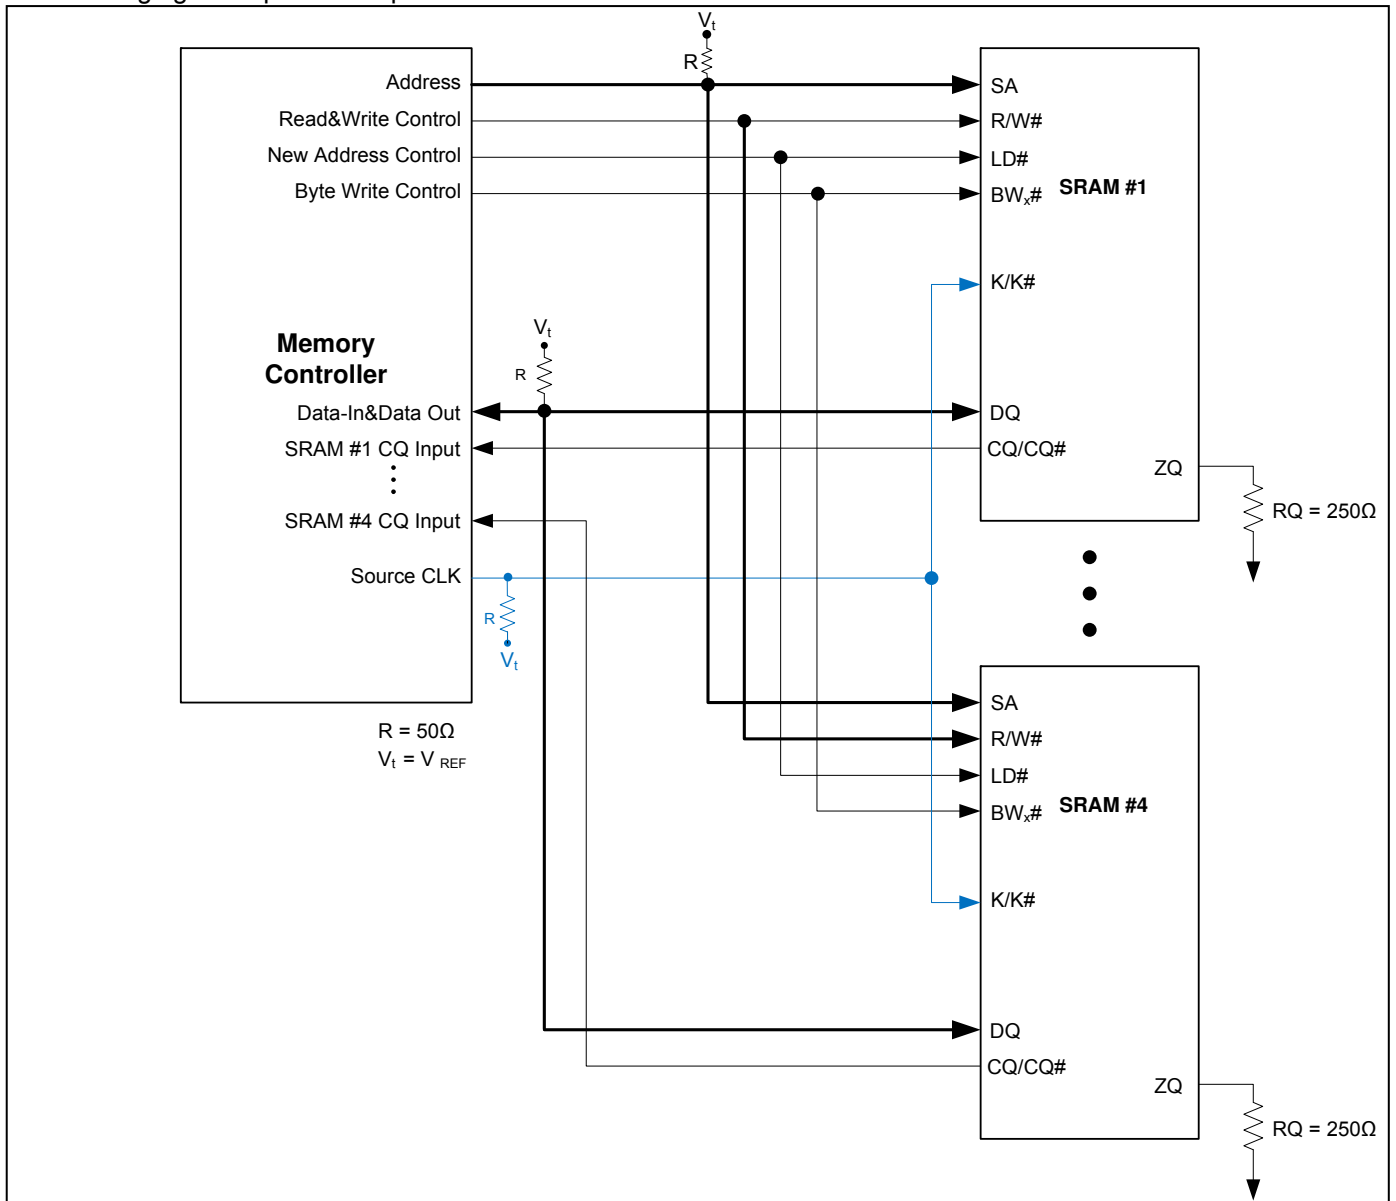 Vt
R
Address
Read&Write Control
New Address Control
Byte Write Control
SA
R/W#
LD#
BWx#
SRAM #1
K/K#
Vt
R
Memory
Controller
Data-In&Data Out
SRAM #1 CQ Input
SRAM #4 CQ Input
Source CLK
R
Vt
DQ
CQ/CQ#
ZQ
RQ = 250Ω
R = 50Ω
Vt = V REF
SA
R/W#
LD#
BWx#
SRAM #4
K/K#
DQ
CQ/CQ#
ZQ
RQ = 250Ω